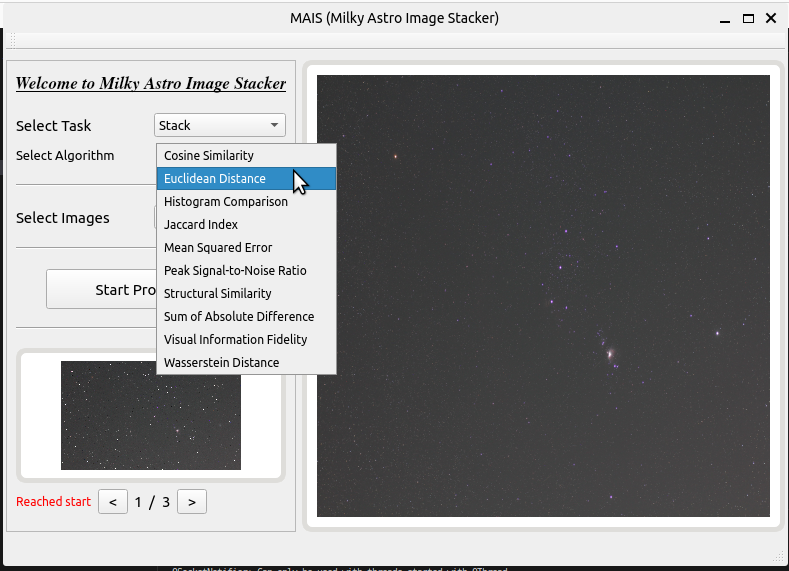 MAIS (Milky Astro Image Stacker)
Welcome to Milky Astro Image Stacker
Select Task
Stack
Select Algorithm
Cosine Similarity
Euclidean Distance
Histogram Comparison
Select Images
Jaccard Index
Mean Squared Error
Peak Signal-to-Noise Ratio
Start Pro
Structural Similarity
Sum of Absolute Difference
Visual Information Fidelity
Wasserstein Distance
Reached start < 1 / 3 >